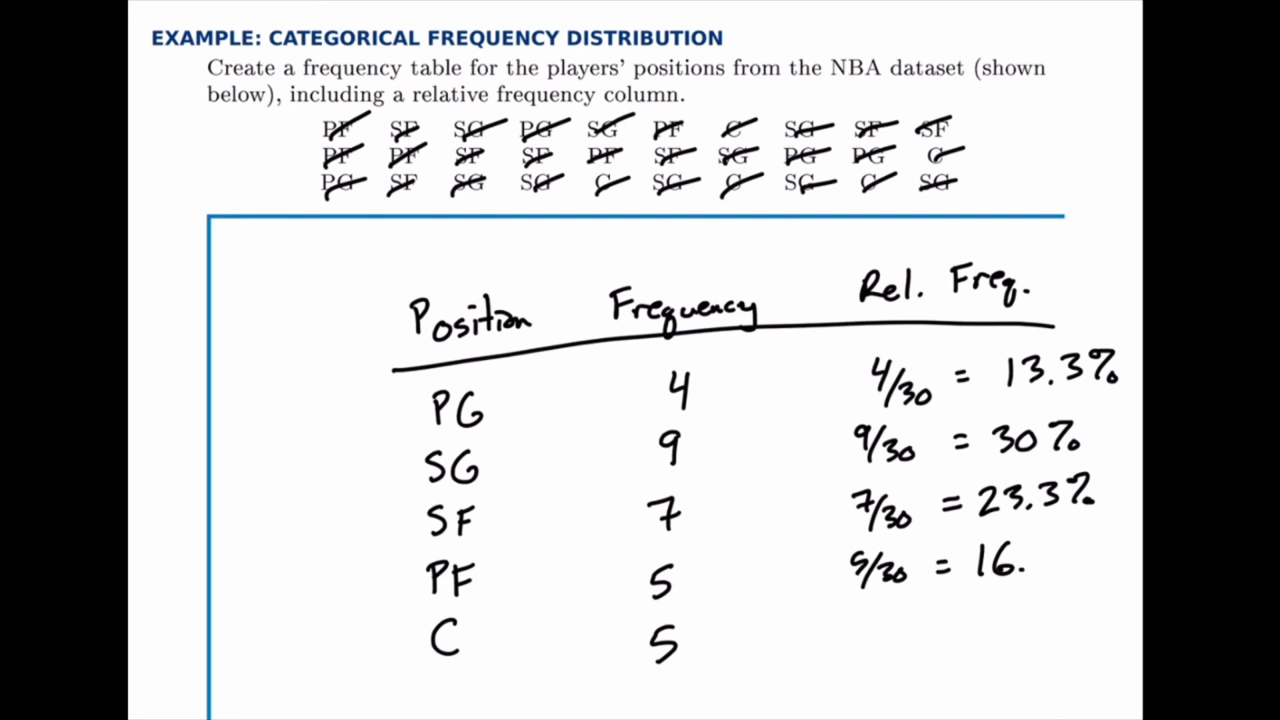 EXAMPLE: CATEGORICAL FREQUENCY DISTRIBUTION
Create a frequency table for the players' positions from the NBA dataset (shown
below), including a relative frequency column.
PF SF SG PG SG PF C SG SF SF
PF PF SF SF PF SF SG PG PG C
PG SF SG SG C SG C SG C SG
Position Frequency Rel. Freq.
PG 4 4/30 = 13.3%
SG 9 9/30 = 30%
SF 7 7/30 = 23.3%
PF 5 5/30 = 16.
C 5